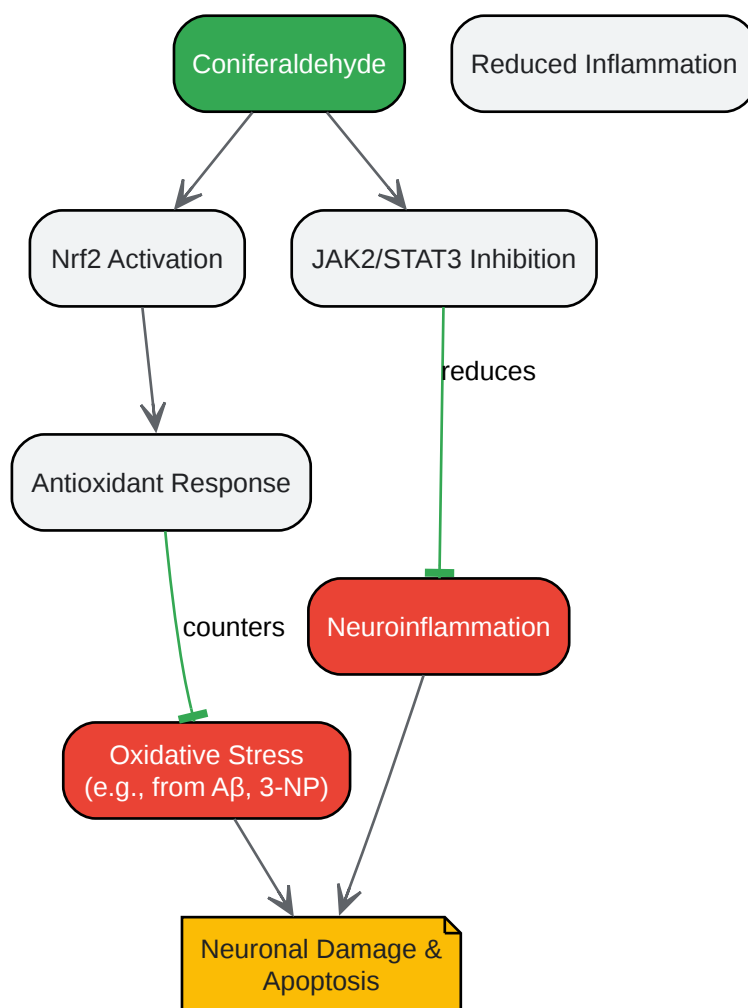 Coniferaldehyde
Reduced Inflammation
Nrf2 Activation
JAK2/STAT3 Inhibition
reduces
Antioxidant Response
counters
Neuroinflammation
Oxidative Stress
(e.g., from Aβ, 3-NP)
Neuronal Damage &
Apoptosis